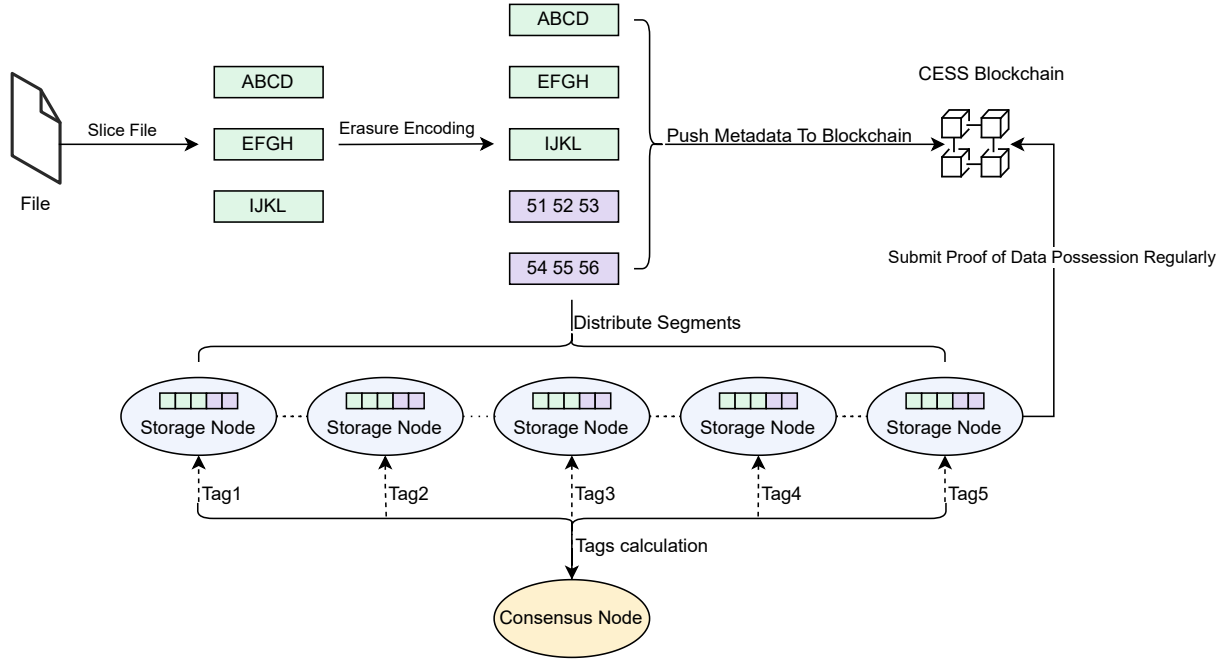 ABCD
CESS Blockchain
ABCD
EFGH
Slice File
Erasure Encoding
Push Metadata To Blockchain
EFGH
IJKL
File
IJKL
51 52 53
Submit Proof of Data Possession Regularly
54 55 56
Distribute Segments
Storage Node
Storage Node
Storage Node
Storage Node
Storage Node
Tag1
Tag2
Tag3
Tag4
Tag5
Tags calculation
Consensus Node